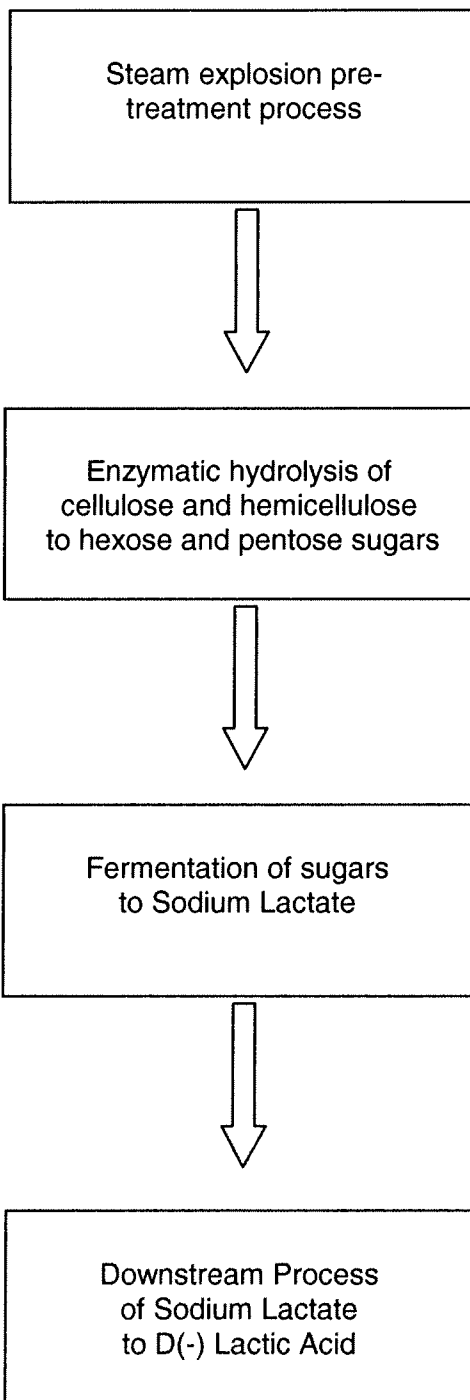 Steam explosion pre-
treatment process
Enzymatic hydrolysis of
cellulose and hemicellulose
to hexose and pentose sugars
Fermentation of sugars
to Sodium Lactate
Downstream Process
of Sodium Lactate
to D(-) Lactic Acid